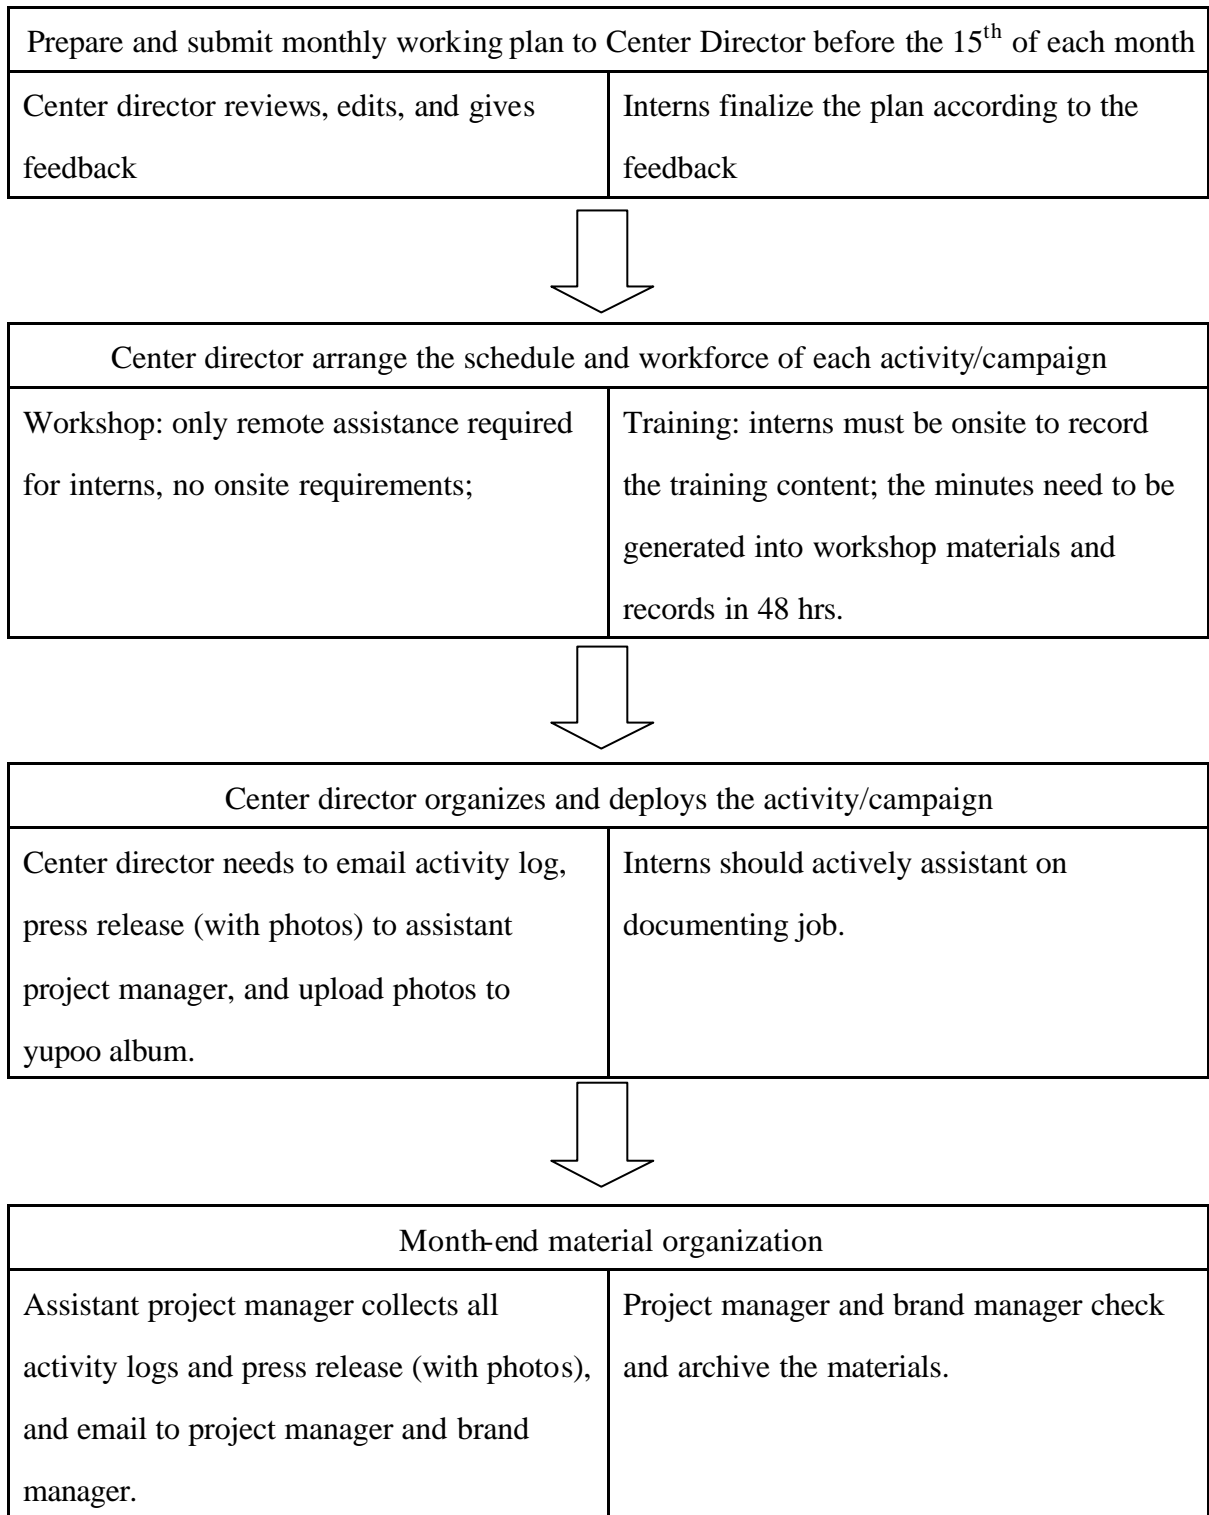 Prepare and submit monthly working plan to Center Director before the 15th of each month
Center director reviews, edits, and gives
feedback
Interns finalize the plan according to the
feedback
Center director arrange the schedule and workforce of each activity/campaign
Workshop: only remote assistance required
for interns, no onsite requirements;
Training: interns must be onsite to record
the training content; the minutes need to be
generated into workshop materials and
records in 48 hrs.
Center director organizes and deploys the activity/campaign
Center director needs to email activity log,
press release (with photos) to assistant
project manager, and upload photos to
yupoo album.
Interns should actively assistant on
documenting job.
Month-end material organization
Assistant project manager collects all
activity logs and press release (with photos),
and email to project manager and brand
manager.
Project manager and brand manager check
and archive the materials.